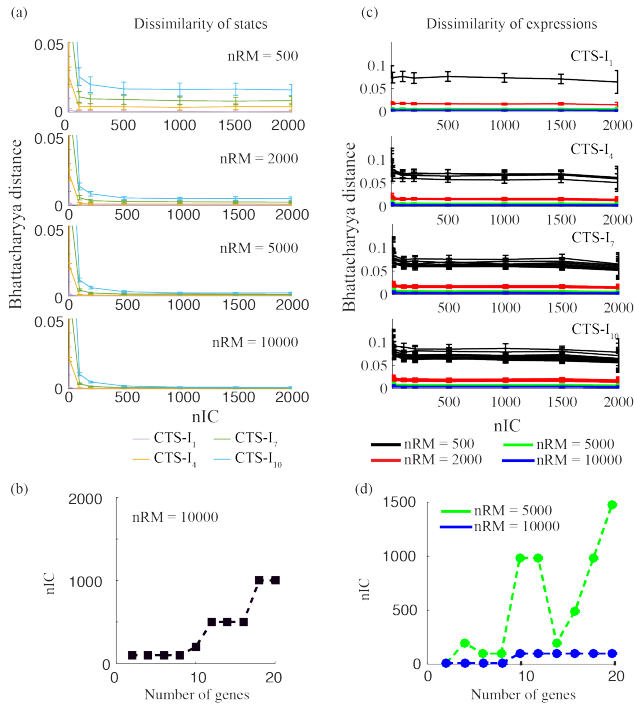 (a)
Dissimilarity of states
0.05
nRM = 500
0
0
500
1000
1500
2000
0.05
nRM = 2000
0
0
500
1000
1500
2000
0.05
nRM = 5000
0
0
500
1000
1500
2000
0.05
nRM = 10000
0
0
500
1000
1500
2000
Bhattacharyya distance
nIC
CTS-I1
CTS-I7
CTS-I4
CTS-I10
(c)
Dissimilarity of expressions
CTS-I1
0.1
0.05
0
500
1000
1500
2000
CTS-I4
0.1
0.05
0
500
1000
1500
2000
CTS-I7
0.1
0.05
0
500
1000
1500
2000
CTS-I10
0.1
0.05
0
500
1000
1500
2000
Bhattacharyya distance
nIC
nRM = 500
nRM = 5000
nRM = 2000
nRM = 10000
(b)
2000
nRM = 10000
1000
0
nIC
0
10
20
Number of genes
(d)
1500
nRM = 5000
nRM = 10000
1000
500
0
nIC
0
10
20
Number of genes